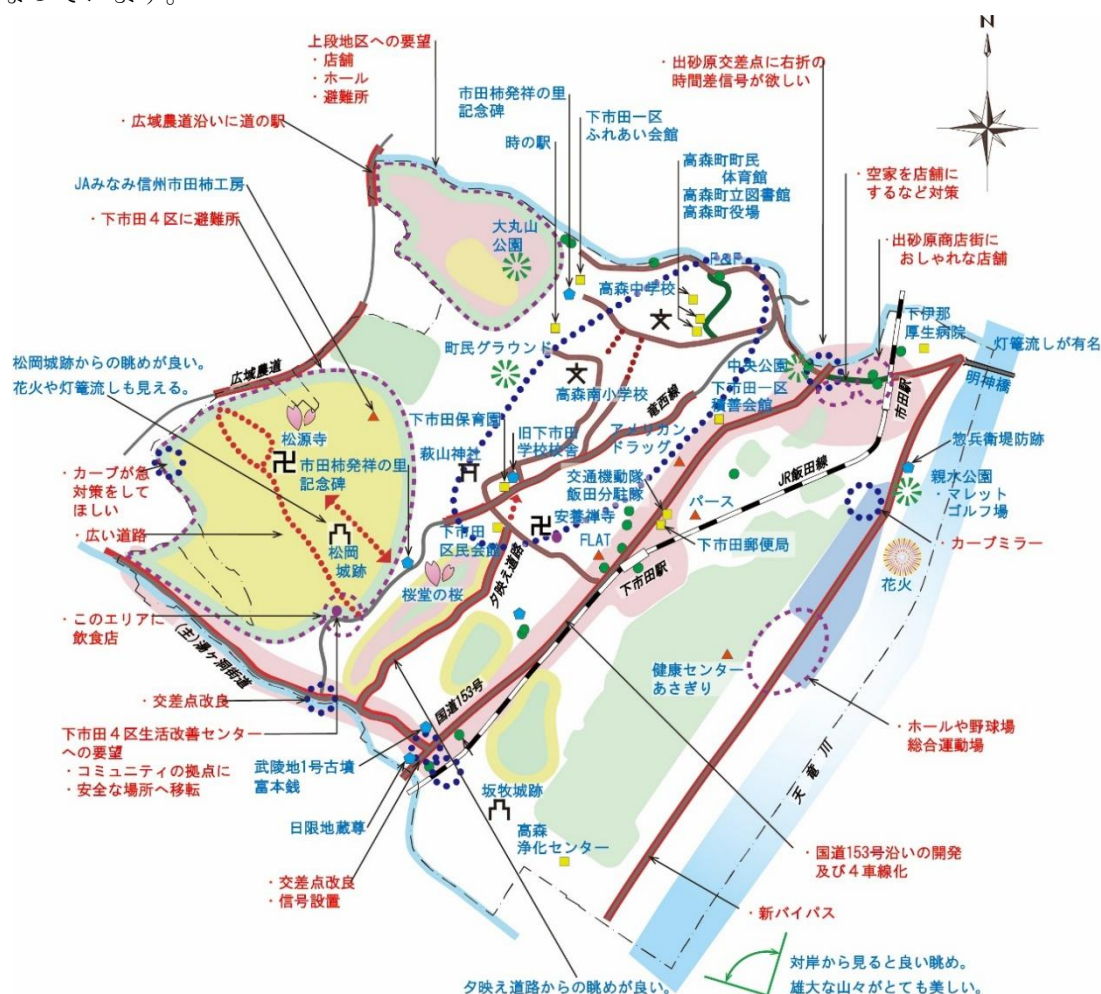 なしています。
N
上段地区への要望
・店舗
・ホール
・避難所
・出砂原交差点に右折の
時間差信号が欲しい
市田柿発祥の里
記念碑
下市田一区
ふれあい会館
・広域農道沿いに道の駅
時の駅
高森町町民
体育館
高森町立図書館
高森町役場
・空家を店舗に
するなど対策
JAみなみ信州市田柿工房
・下市田4区に避難所
大丸山
公園
・出砂原商店街に
おしゃれな店舗
高森中学校
下伊那
厚生病院
灯篭流しが有名
松岡城跡からの眺めが良い。
花火や灯篭流しも見える。
広域農道
町民グラウンド
中央公園
明神橋
市田駅
高森南小学校
竜西線
下市田一区
積善会館
下市田保育園
旧下市田
学校校舎
アメリカン
ドラッグ
JR飯田線
惣兵衛堤防跡
松源寺
萩山神社
市田柿発祥の里
記念碑
交通機動隊
飯田分駐隊
パース
親水公園
・マレット
ゴルフ場
・カーブが急
対策をして
ほしい
安養禅寺
FLAT
下市田郵便局
・カーブミラー
・広い道路
松岡
城跡
下市田
区民会館
下市田駅
花火
桜堂の桜
夕映え道路
・このエリアに
飲食店
(主)湯ヶ洞街道
健康センター
あさぎり
・交差点改良
国道153号
・ホールや野球場
総合運動場
下市田4区生活改善センター
への要望
・コミュニティの拠点に
・安全な場所へ移転
武陵地1号古墳
富本銭
天竜川
坂牧城跡
日限地蔵尊
高森
浄化センター
・国道153号沿いの開発
及び4車線化
・交差点改良
・信号設置
・新バイパス
対岸から見ると良い眺め。
雄大な山々がとても美しい。
夕映え道路からの眺めが良い。